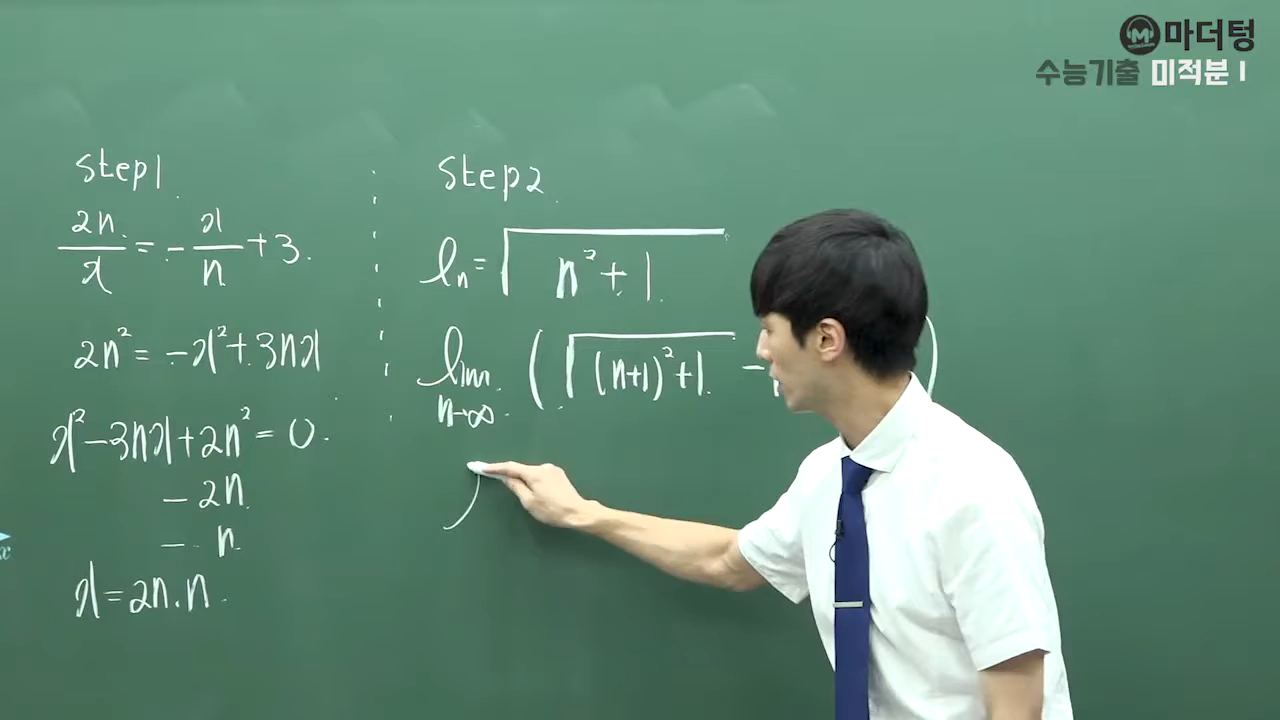 마더텅
수능기출 미적분 I
Step1
2n/x = -x/n + 3.
2n² = -x² + 3nx
x² - 3nx + 2n² = 0.
- 2n
- n
x = 2n. n.
Step2
lₙ = √(n² + 1)
lim n→∞ ( √((n+1)² + 1) - )
x